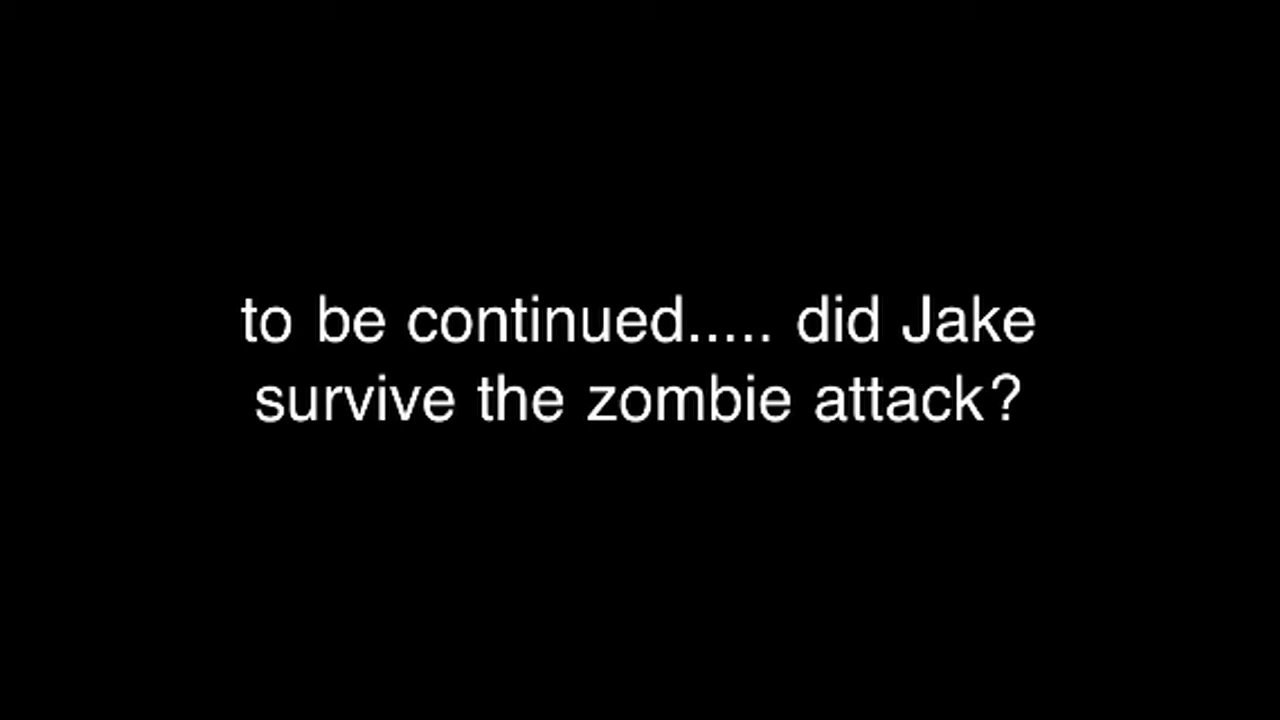 to be continued..... did Jake
survive the zombie attack?